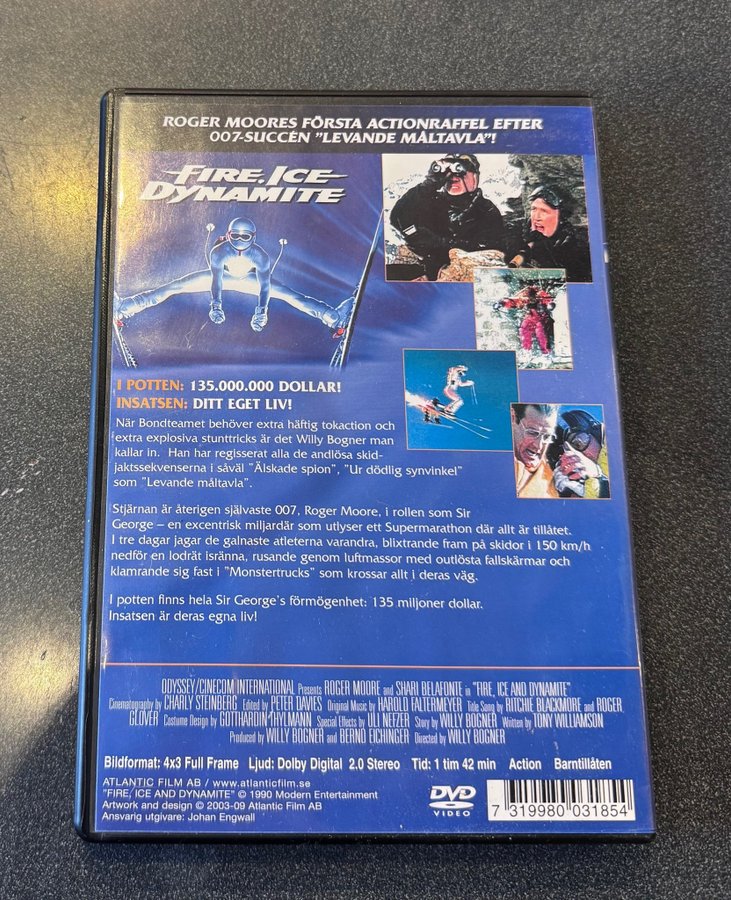 ROGER MOORES FÖRSTA ACTIONRAFFEL EFTER
007-SUCCÉN "LEVANDE MÅLTAVLA"!
FIRE, ICE
DYNAMITE
I POTTEN: 135.000.000 DOLLAR!
INSATSEN: DITT EGET LIV!
När Bondteamet behöver extra häftig tokaction och
extra explosiva stunttricks är det Willy Bogner man
kallar in. Han har regisserat alla de andlösa skid-
jaktssekvenserna i såväl "Älskade spion", "Ur dödlig synvinkel"
som "Levande måltavla".
Stjärnan är återigen självaste 007, Roger Moore, i rollen som Sir
George – en excentrisk miljardär som utlyser ett Supermarathon där allt är tillåtet.
I tre dagar jagar de galnaste atleterna varandra, blixtrande fram på skidor i 150 km/h
nedför en lodrät isränna, rusande genom luftmassor med outlösta fallskärmar och
klamrande sig fast i "Monstertrucks" som krossar allt i deras väg.
I potten finns hela Sir George's förmögenhet: 135 miljoner dollar.
Insatsen är deras egna liv!
ODYSSEY/CINECOM INTERNATIONAL Presents ROGER MOORE and SHARI BELAFONTE in "FIRE, ICE AND DYNAMITE"
Cinematography by CHARLY STEINBERG Edited by PETER DAVIES Original Music by HAROLD FALTERMEYER Title Song by RITCHIE BLACKMORE and ROGER
GLOVER Costume Design by GOTTHARDIN THYLMANN Special Effects by ULI NEFZER Story by WILLY BOGNER Written by TONY WILLIAMSON
Produced by WILLY BOGNER and BERND EICHINGER Directed by WILLY BOGNER
Bildformat: 4x3 Full Frame Ljud: Dolby Digital 2.0 Stereo Tid: 1 tim 42 min Action Barntillåten
ATLANTIC FILM AB / www.atlanticfilm.se
"FIRE, ICE AND DYNAMITE" © 1990 Modern Entertainment
Artwork and design © 2003-09 Atlantic Film AB
Ansvarig utgivare: Johan Engwall
DVD
VIDEO
7 319980 031854